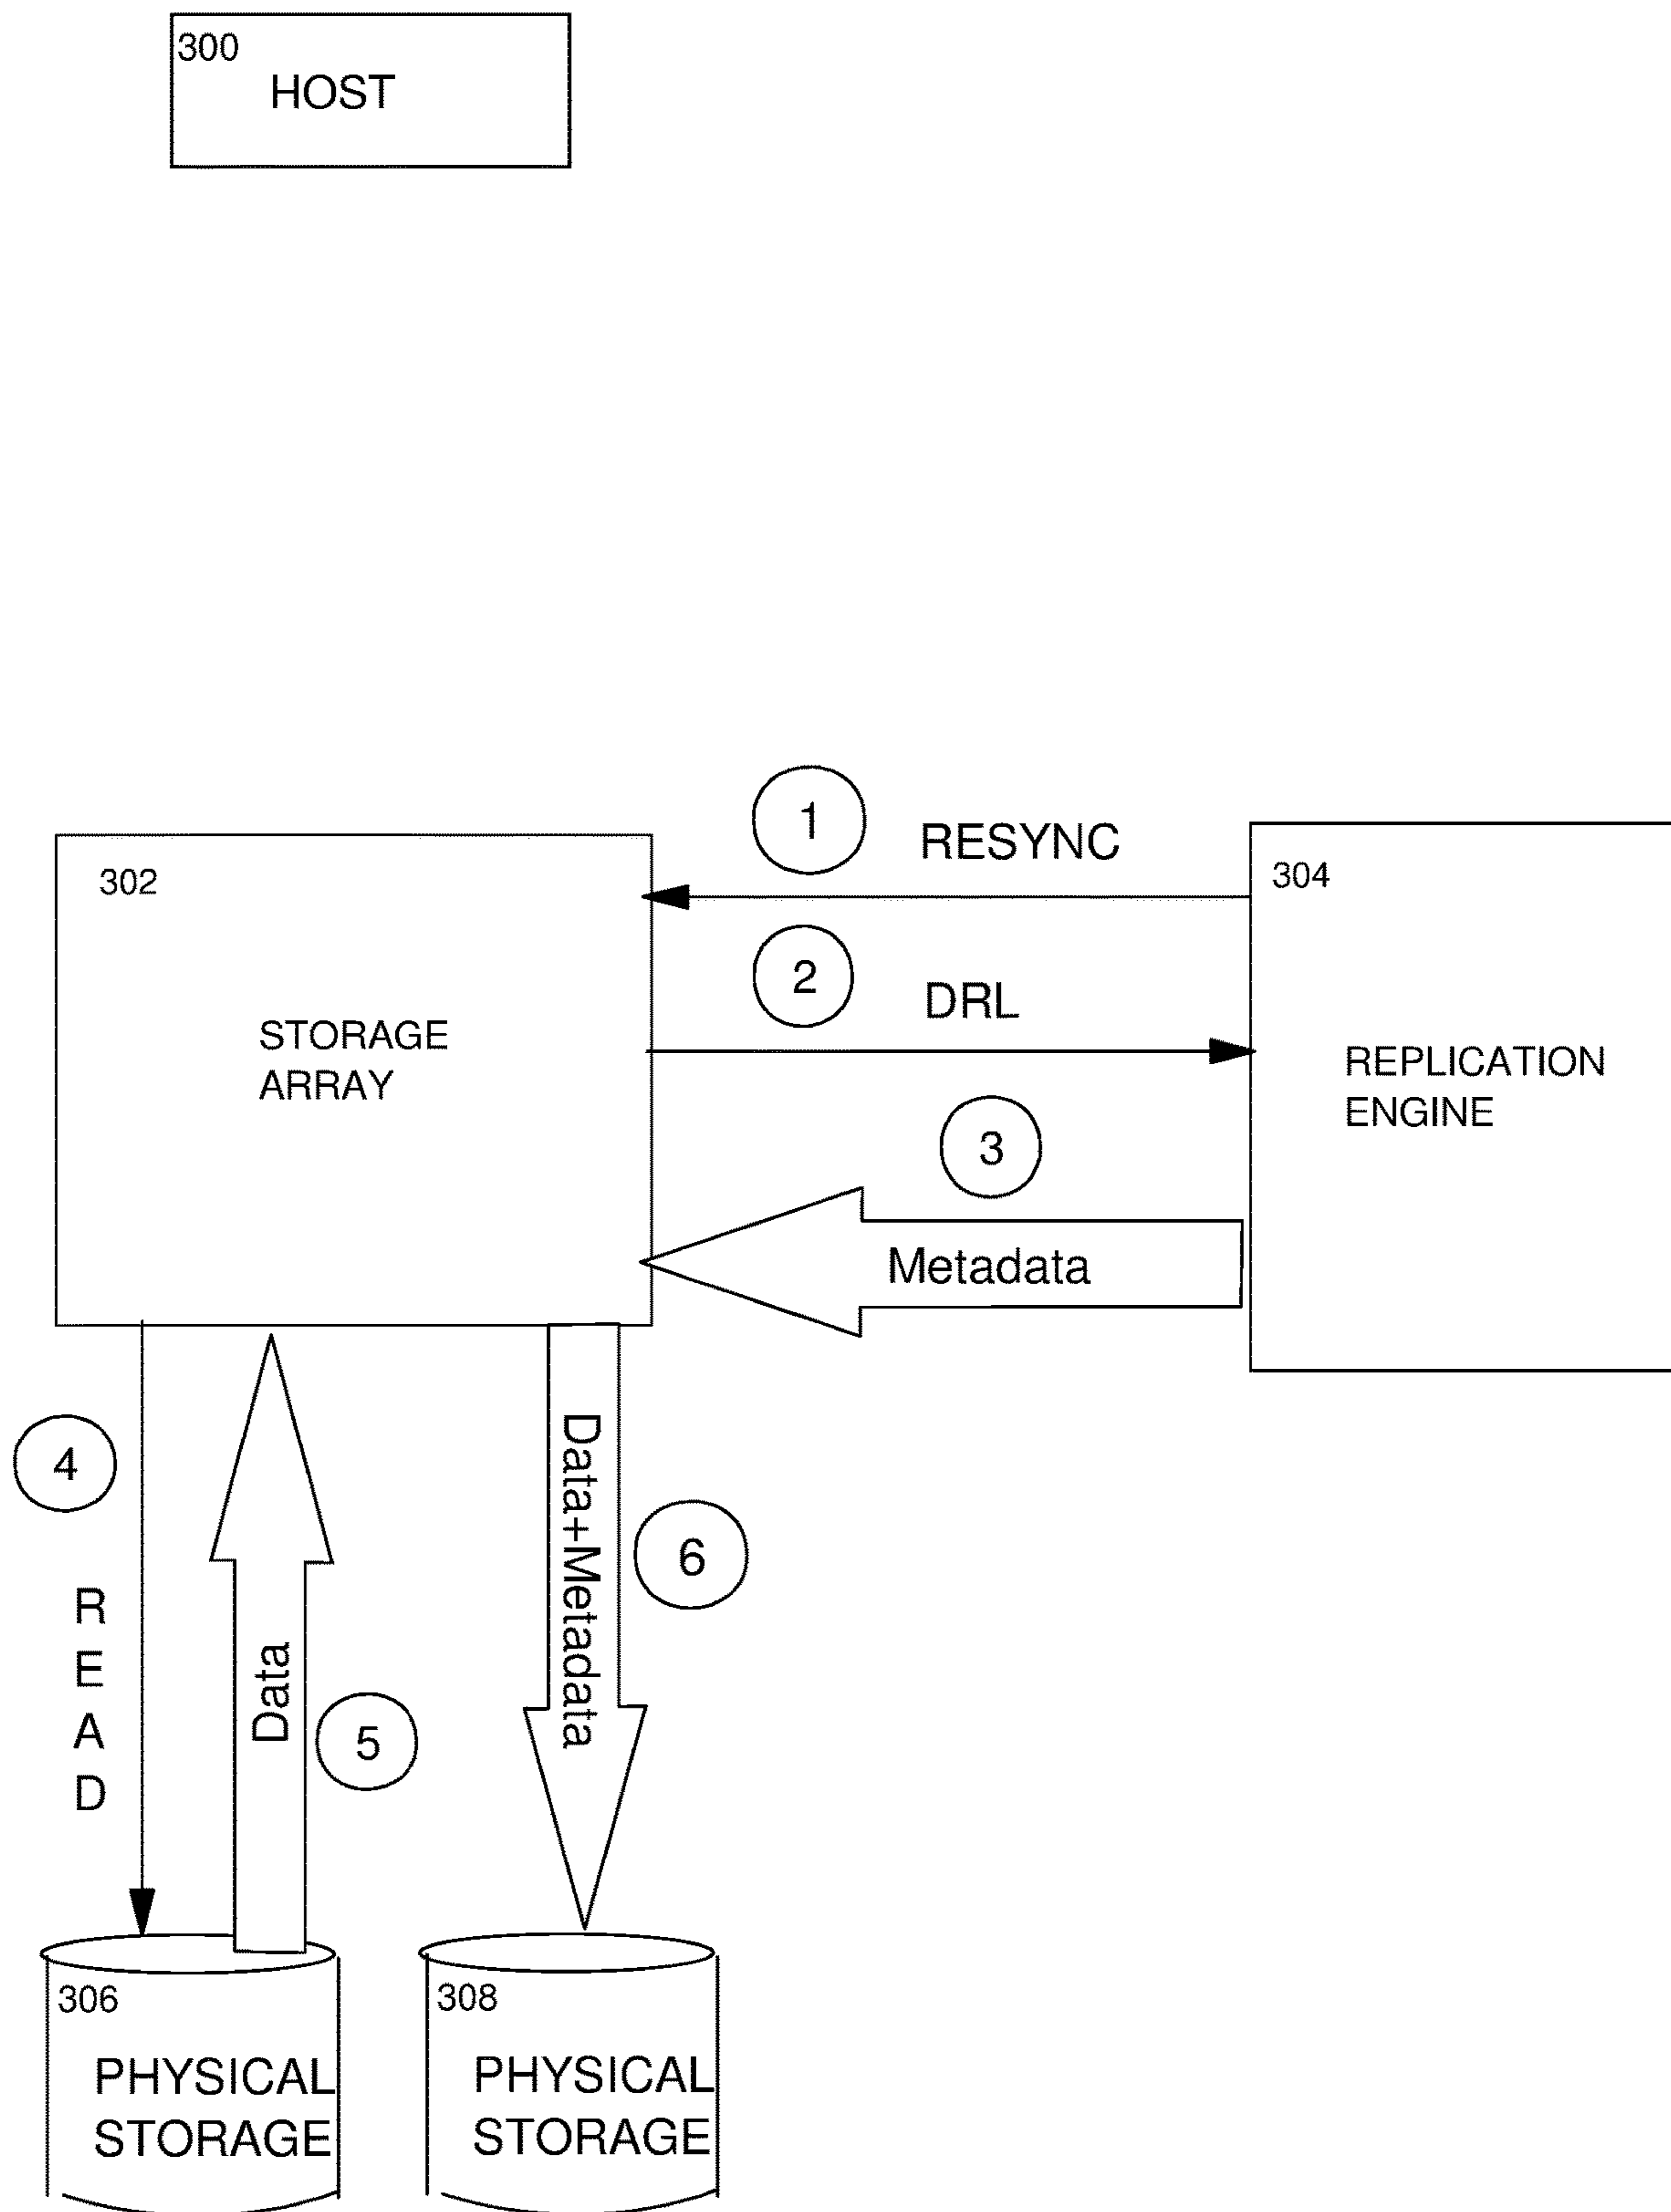 300
HOST
1
RESYNC
302
304
2
DRL
STORAGE
ARRAY
REPLICATION
ENGINE
3
Metadata
4
READ
Data
5
Data+Metadata
6
306
PHYSICAL
STORAGE
308
PHYSICAL
STORAGE